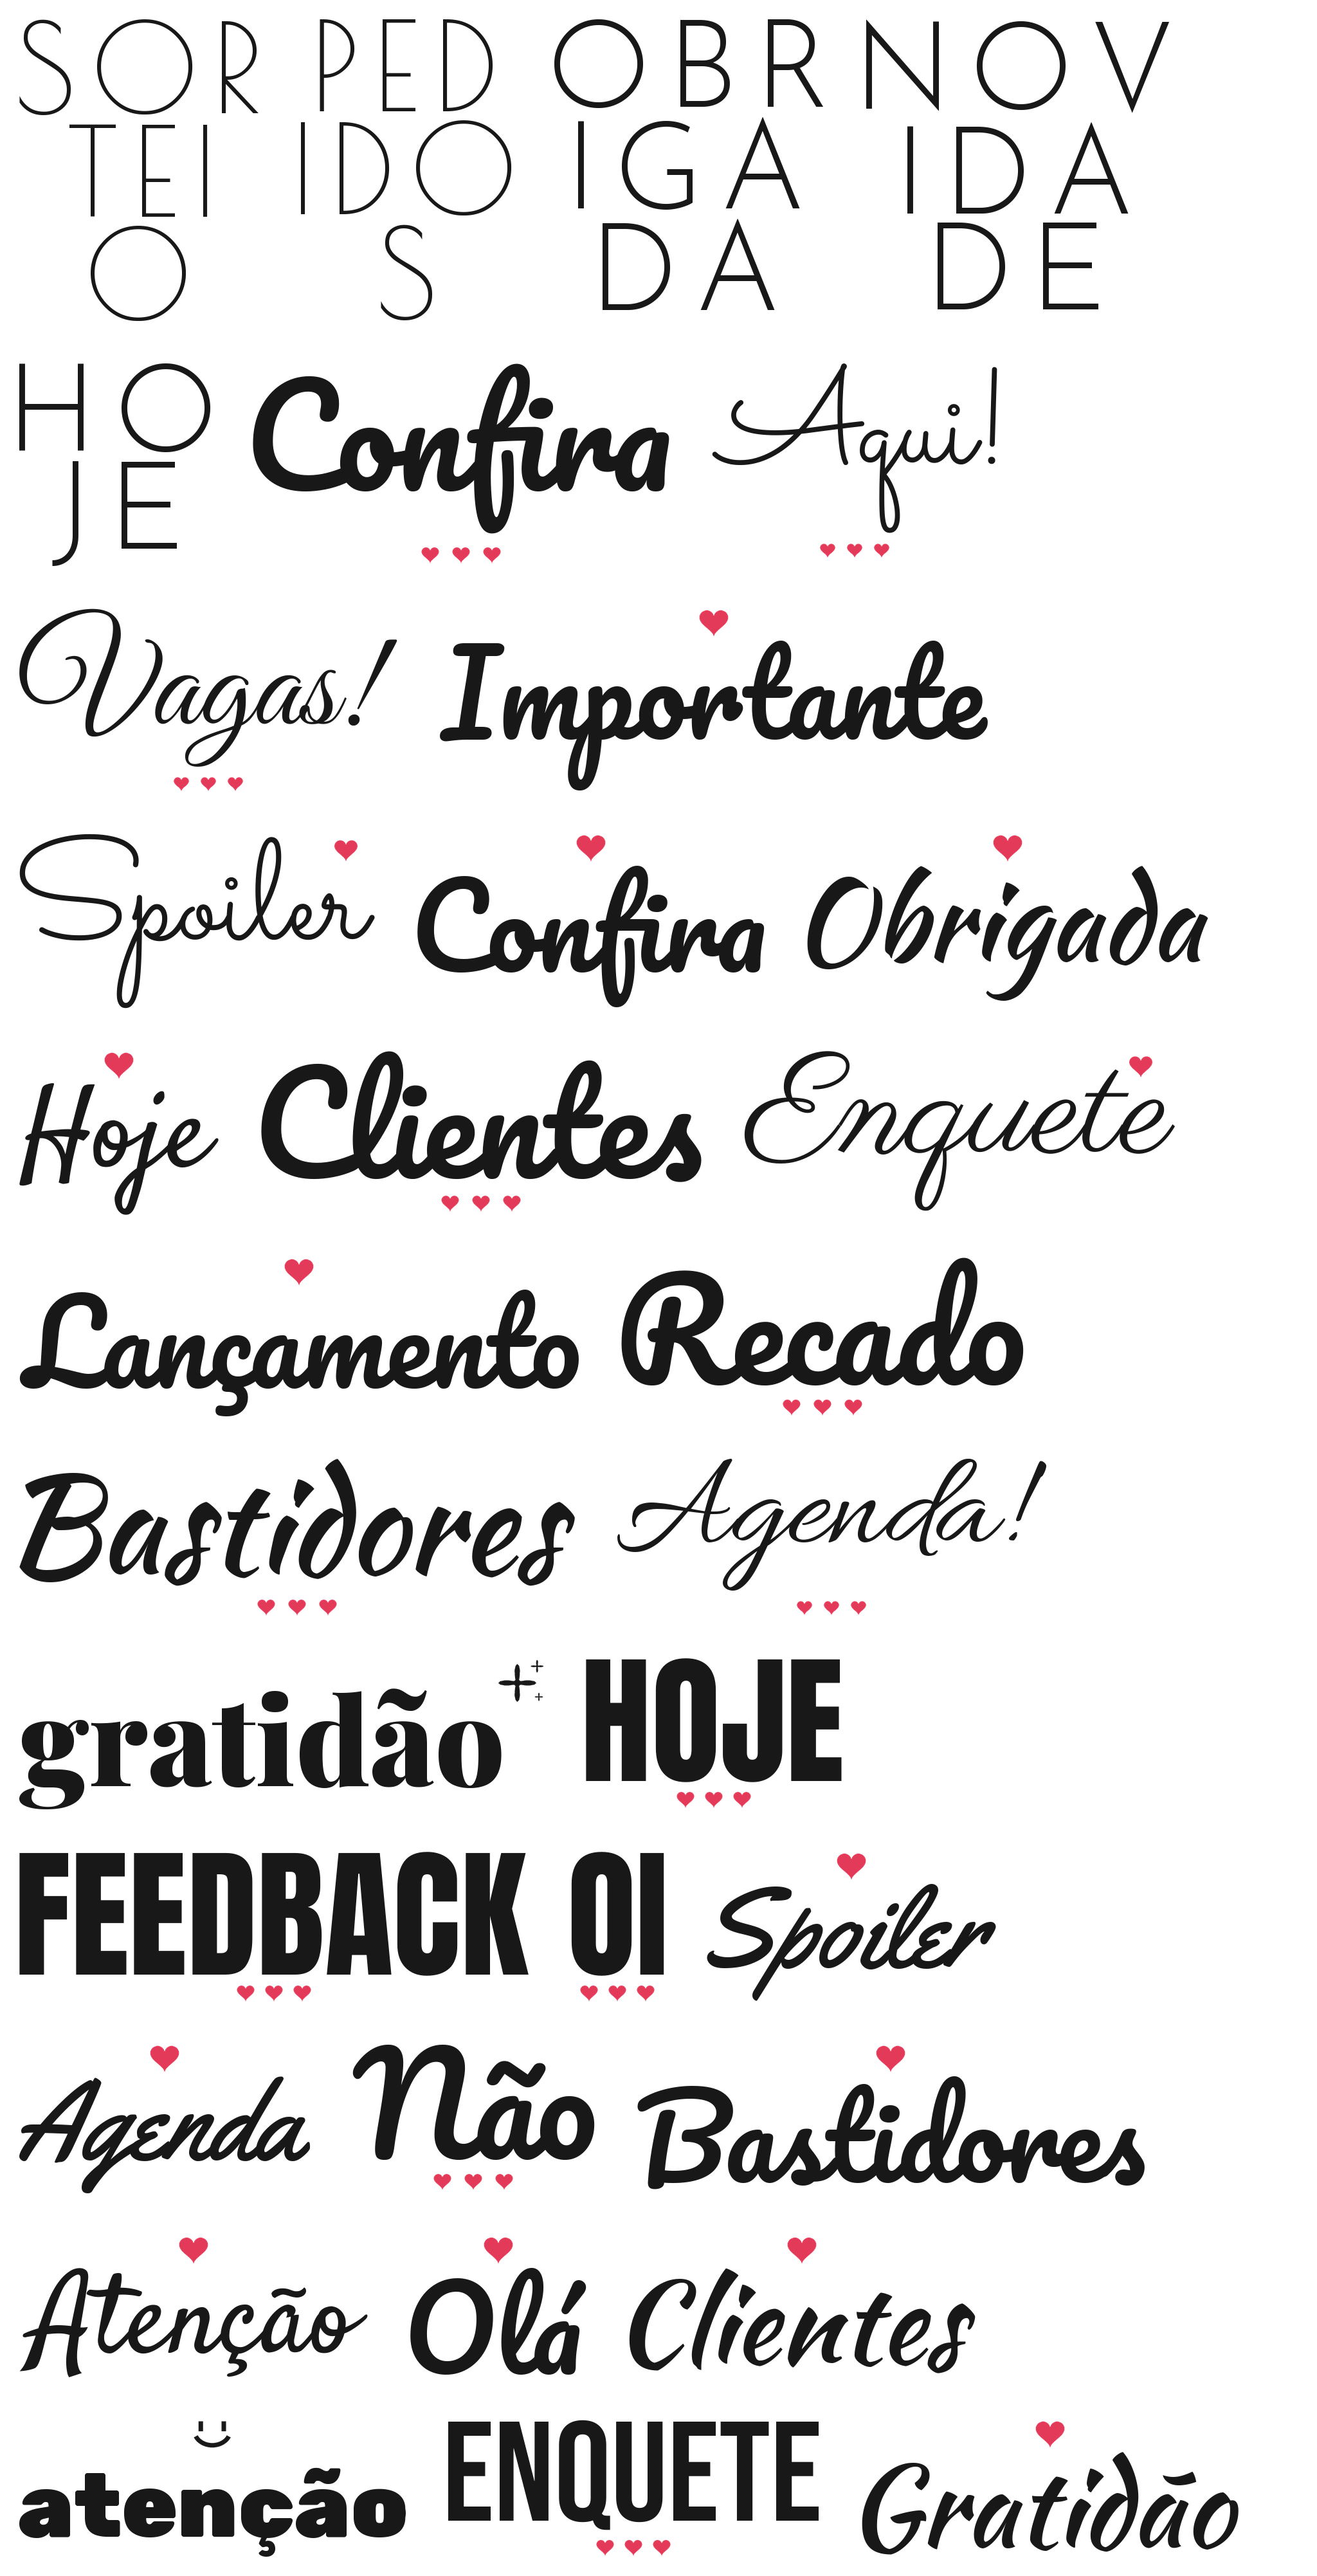 SOR
TEI
O
PED
IDO
S
OBR
IGA
DA
NOV
IDA
DE
HO
JE
Confira
Aqui!
Vagas!
Importante
Spoiler
Confira
Obrigada
Hoje
Clientes
Enquete
Lançamento
Recado
Bastidores
Agenda!
gratidão
HOJE
FEEDBACK
OI
Spoiler
Agenda
Não
Bastidores
Atenção
Olá
Clientes
atenção
ENQUETE
Gratidão